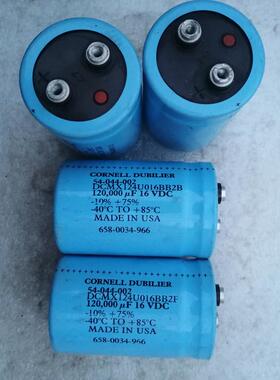 CORNELL DUBILIER
54-044-002
DCMX124U016BB2B
120,000 µF 16 VDC
-10% +75%
-40°C TO +85°C
MADE IN USA
658-0034-966
CORNELL DUBILIER
54-044-002
DCMX124U016BB2F
120,000 µF 16 VDC
-10% +75%
-40°C TO +85°C
MADE IN USA
658-0034-966